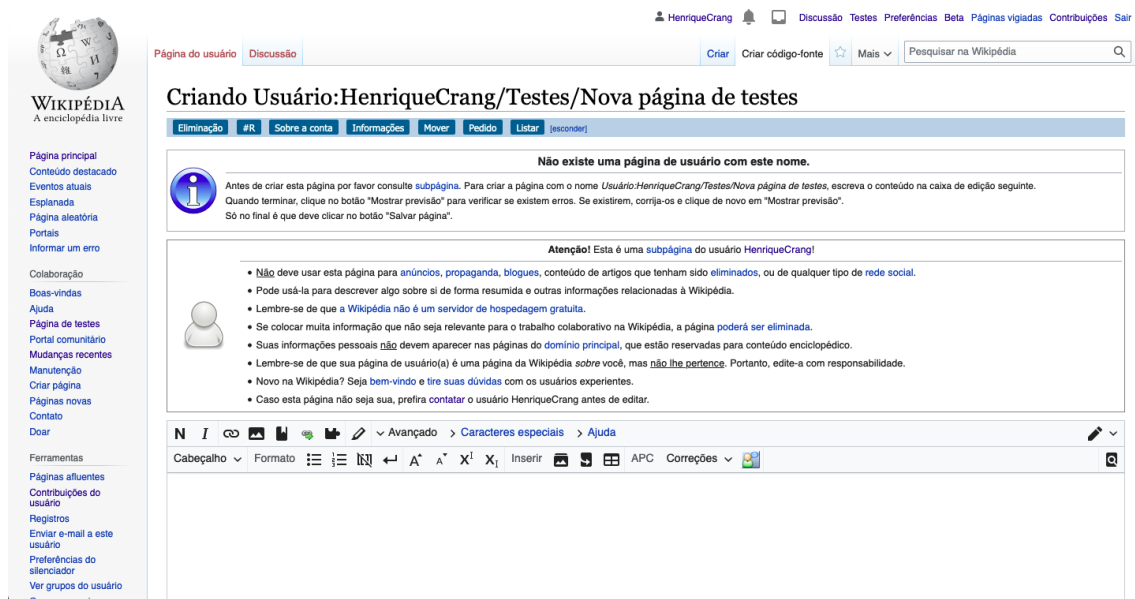 HenriqueCrang Discussão Testes Preferências Beta Páginas vigiadas Contribuições Sair
Página do usuário Discussão Criar Criar código-fonte Mais Pesquisar na Wikipédia
WIKIPÉDIA
A enciclopédia livre
Página principal
Conteúdo destacado
Eventos atuais
Esplanada
Página aleatória
Portais
Informar um erro
Colaboração
Boas-vindas
Ajuda
Página de testes
Portal comunitário
Mudanças recentes
Manutenção
Criar página
Páginas novas
Contato
Doar
Ferramentas
Páginas afluentes
Contribuições do
usuário
Registros
Enviar e-mail a este
usuário
Preferências do
silenciador
Ver grupos do usuário
Criando Usuário:HenriqueCrang/Testes/Nova página de testes
Eliminação #R Sobre a conta Informações Mover Pedido Listar [esconder]
Não existe uma página de usuário com este nome.
Antes de criar esta página por favor consulte subpágina. Para criar a página com o nome Usuário:HenriqueCrang/Testes/Nova página de testes, escreva o conteúdo na caixa de edição seguinte.
Quando terminar, clique no botão "Mostrar previsão" para verificar se existem erros. Se existirem, corrija-os e clique de novo em "Mostrar previsão".
Só no final é que deve clicar no botão "Salvar página".
Atenção! Esta é uma subpágina do usuário HenriqueCrang!
• Não deve usar esta página para anúncios, propaganda, blogues, conteúdo de artigos que tenham sido eliminados, ou de qualquer tipo de rede social.
• Pode usá-la para descrever algo sobre si de forma resumida e outras informações relacionadas à Wikipédia.
• Lembre-se de que a Wikipédia não é um servidor de hospedagem gratuita.
• Se colocar muita informação que não seja relevante para o trabalho colaborativo na Wikipédia, a página poderá ser eliminada.
• Suas informações pessoais não devem aparecer nas páginas do domínio principal, que estão reservadas para conteúdo enciclopédico.
• Lembre-se de que sua página de usuário(a) é uma página da Wikipédia sobre você, mas não lhe pertence. Portanto, edite-a com responsabilidade.
• Novo na Wikipédia? Seja bem-vindo e tire suas dúvidas com os usuários experientes.
• Caso esta página não seja sua, prefira contatar o usuário HenriqueCrang antes de editar.
N I Avançado Caracteres especiais Ajuda
Cabeçalho Formato Inserir APC Correções